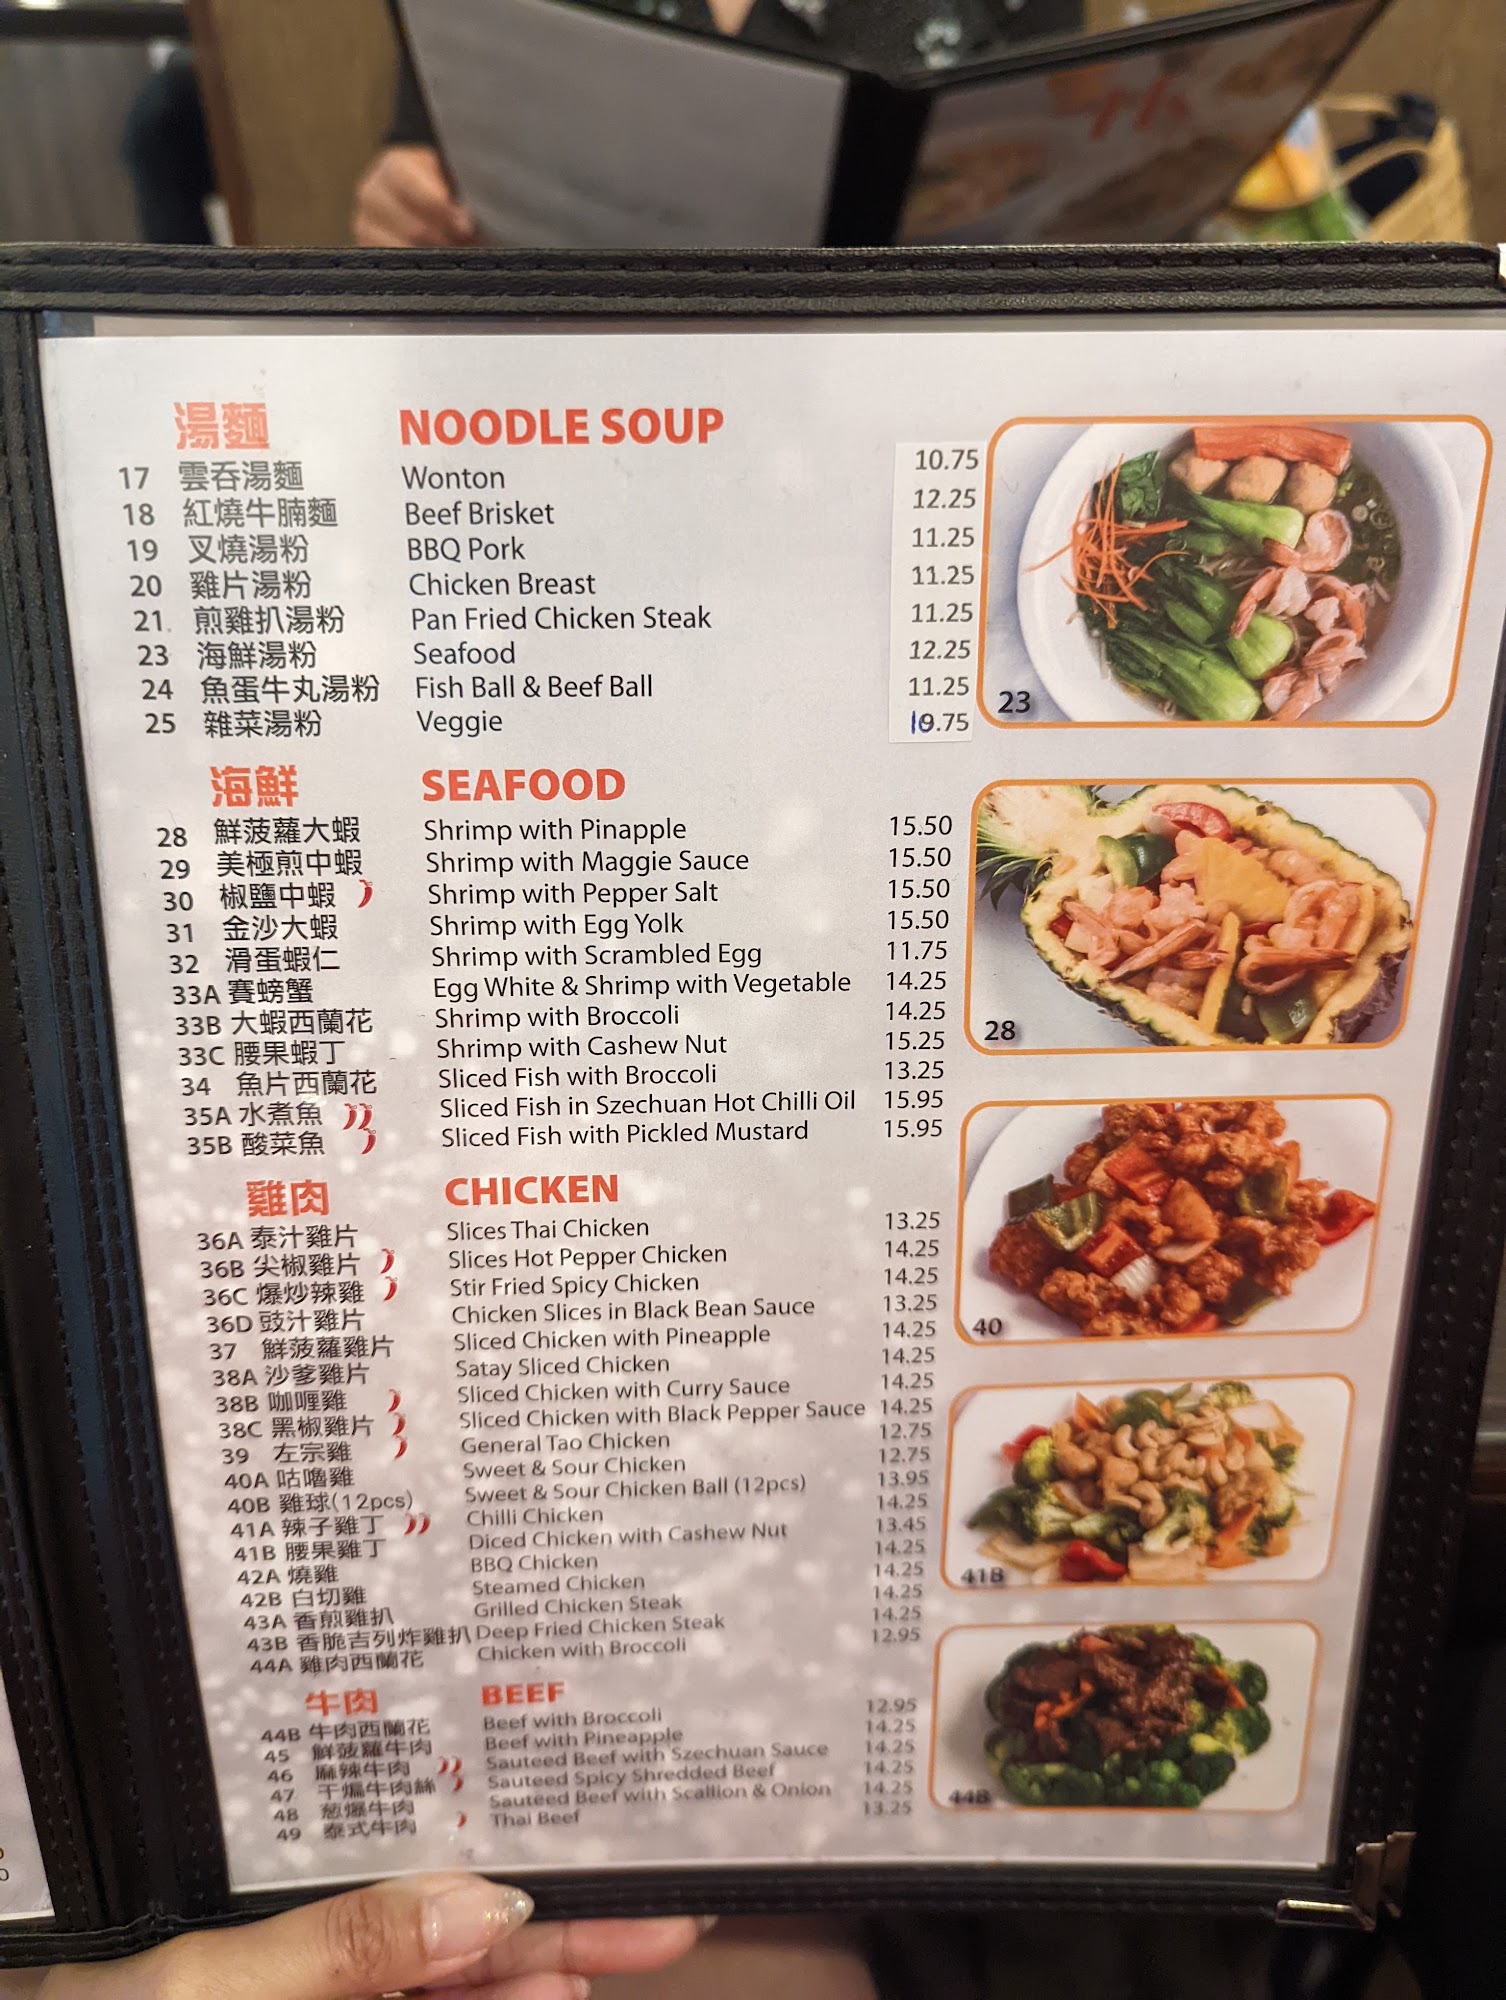 湯麵 NOODLE SOUP
17 雲吞湯麵 Wonton 10.75
18 紅燒牛腩麵 Beef Brisket 12.25
19 叉燒湯粉 BBQ Pork 11.25
20 雞片湯粉 Chicken Breast 11.25
21 煎雞扒湯粉 Pan Fried Chicken Steak 11.25
23 海鮮湯粉 Seafood 12.25
24 魚蛋牛丸湯粉 Fish Ball & Beef Ball 11.25
25 雜菜湯粉 Veggie 10.75
23
海鮮 SEAFOOD
28 鮮菠蘿大蝦 Shrimp with Pinapple 15.50
29 美極煎中蝦 Shrimp with Maggie Sauce 15.50
30 椒鹽中蝦 Shrimp with Pepper Salt 15.50
31 金沙大蝦 Shrimp with Egg Yolk 15.50
32 滑蛋蝦仁 Shrimp with Scrambled Egg 11.75
33A 賽螃蟹 Egg White & Shrimp with Vegetable 14.25
33B 大蝦西蘭花 Shrimp with Broccoli 14.25
33C 腰果蝦丁 Shrimp with Cashew Nut 15.25
34 魚片西蘭花 Sliced Fish with Broccoli 13.25
35A 水煮魚 Sliced Fish in Szechuan Hot Chilli Oil 15.95
35B 酸菜魚 Sliced Fish with Pickled Mustard 15.95
28
雞肉 CHICKEN
36A 泰汁雞片 Slices Thai Chicken 13.25
36B 尖椒雞片 Slices Hot Pepper Chicken 14.25
36C 爆炒辣雞 Stir Fried Spicy Chicken 14.25
36D 豉汁雞片 Chicken Slices in Black Bean Sauce 13.25
37 鮮菠蘿雞片 Sliced Chicken with Pineapple 14.25
38A 沙爹雞片 Satay Sliced Chicken 14.25
38B 咖喱雞 Sliced Chicken with Curry Sauce 14.25
38C 黑椒雞片 Sliced Chicken with Black Pepper Sauce 14.25
39 左宗雞 General Tao Chicken 12.75
40A 咕嚕雞 Sweet & Sour Chicken 12.75
40B 雞球(12pcs) Sweet & Sour Chicken Ball (12pcs) 13.95
41A 辣子雞丁 Chilli Chicken 14.25
41B 腰果雞丁 Diced Chicken with Cashew Nut 13.45
42A 燒雞 BBQ Chicken 14.25
42B 白切雞 Steamed Chicken 14.25
43A 香煎雞扒 Grilled Chicken Steak 14.25
43B 香脆吉列炸雞扒 Deep Fried Chicken Steak 14.25
44A 雞肉西蘭花 Chicken with Broccoli 12.95
40
41B
牛肉 BEEF
44B 牛肉西蘭花 Beef with Broccoli 12.95
45 鮮菠蘿牛肉 Beef with Pineapple 14.25
46 麻辣牛肉 Sauteed Beef with Szechuan Sauce 14.25
47 干煸牛肉絲 Sauteed Spicy Shredded Beef 14.25
48 葱爆牛肉 Sauteed Beef with Scallion & Onion 14.25
49 泰式牛肉 Thai Beef 13.25
44B